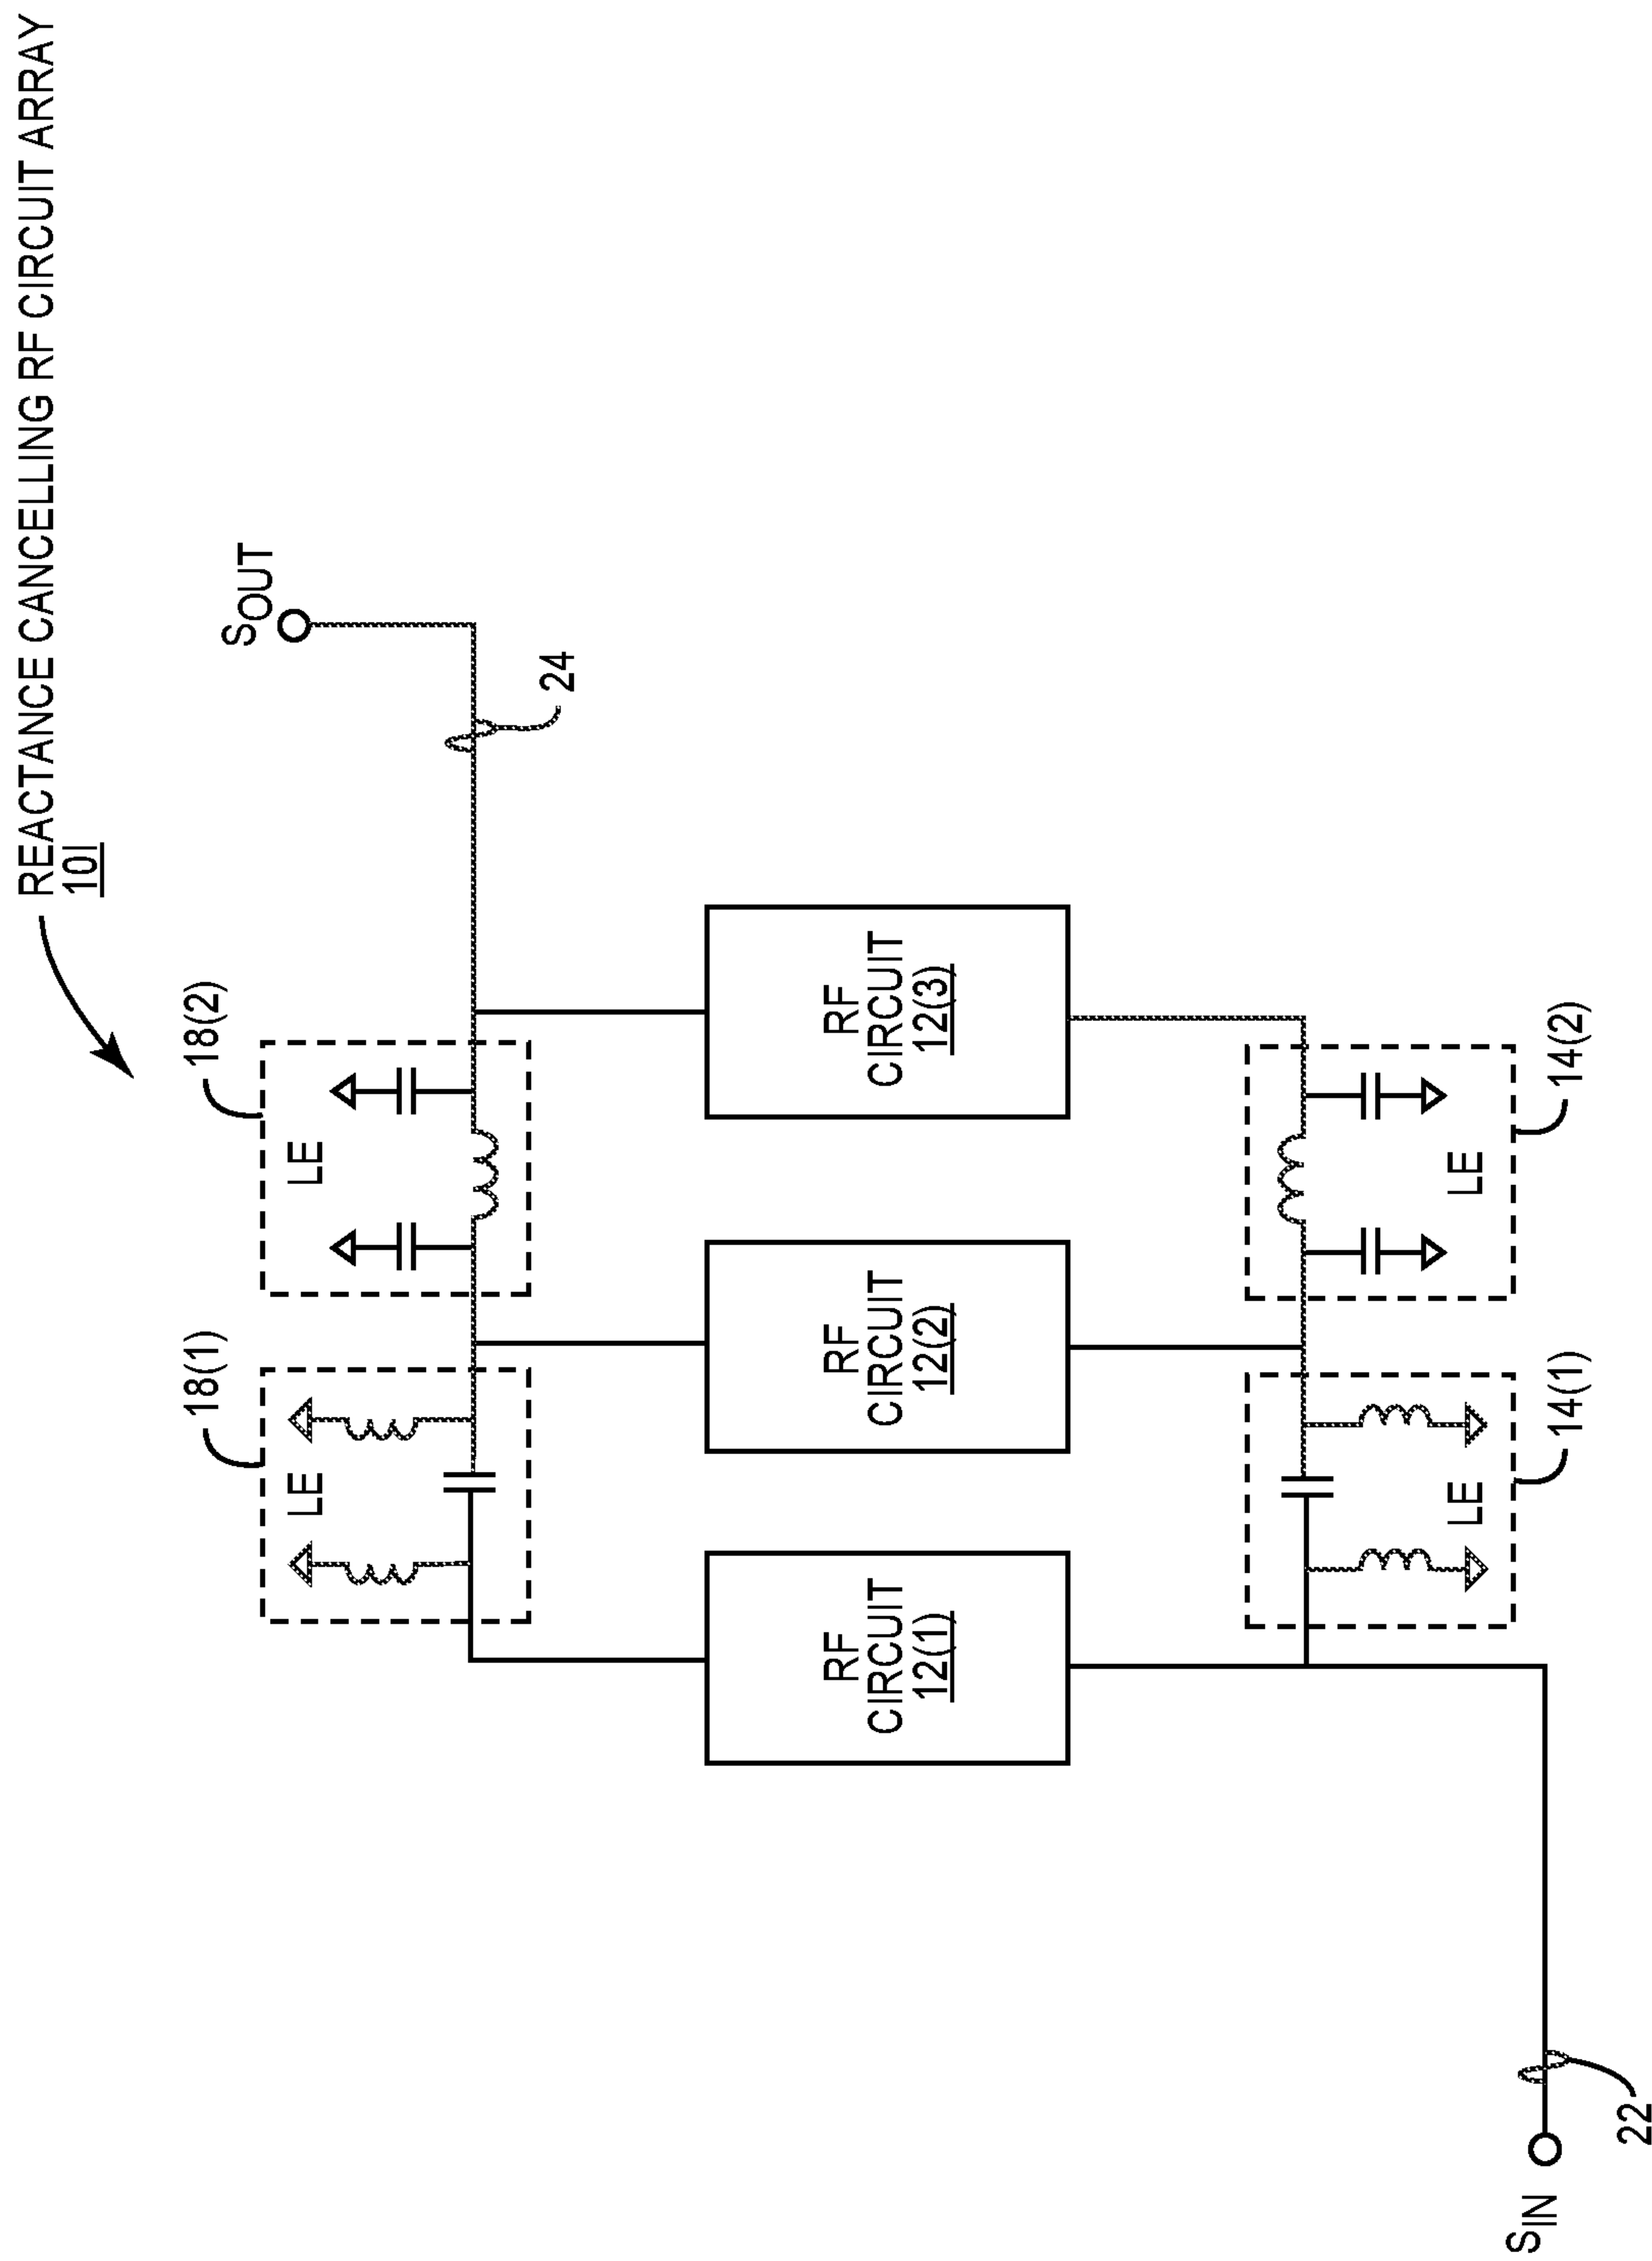 REACTANCE CANCELLING RF CIRCUIT ARRAY
10I
SOUT
24
18(1)
18(2)
LE
LE
RF
CIRCUIT
12(1)
RF
CIRCUIT
12(2)
RF
CIRCUIT
12(3)
LE
LE
14(1)
14(2)
SIN
22